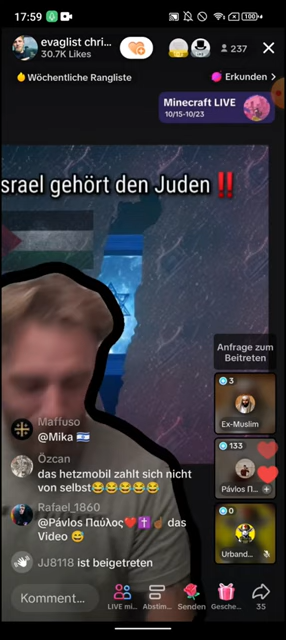 17:59
100+
evaglist chri...
30.7K Likes
237
Wöchentliche Rangliste
Erkunden >
Minecraft LIVE
10/15-10/23
srael gehört den Juden ‼️
Anfrage zum
Beitreten
3
Ex-Muslim
Maffuso
@Mika 🇮🇱
133
Pávlos Π...
Özcan
das hetzmobil zahlt sich nicht
von selbst😂😂😂😂😂
Rafael_1860
@Pávlos Παύλος❤️✝️☝🏽 das
Video 😄
0
Urband...
JJ8118 ist beigetreten
Komment...
LIVE mi...
Abstim...
Senden
Gesche...
35